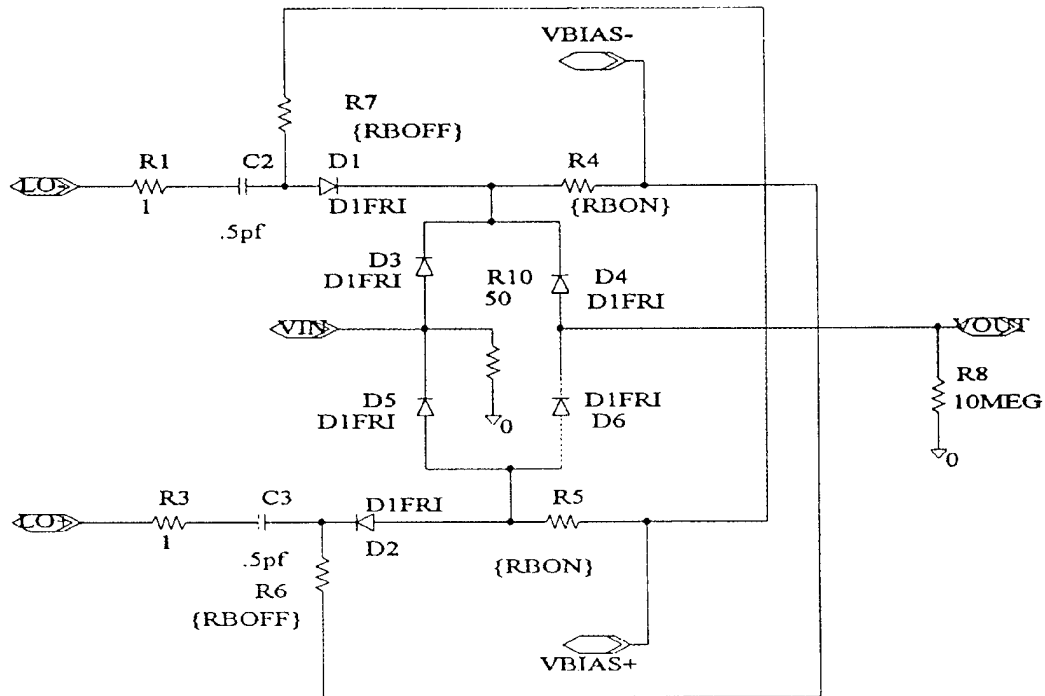 VBIAS-
R7
{RBOFF}
R1
C2
D1
R4
LO-
1
.5pf
D1FRI
{RBON}
D3
D1FRI
R10
50
D4
D1FRI
VIN
VOUT
D5
D1FRI
0
D1FRI
D6
R8
10MEG
0
R3
C3
D1FRI
R5
LO+
1
.5pf
D2
{RBON}
R6
{RBOFF}
VBIAS+